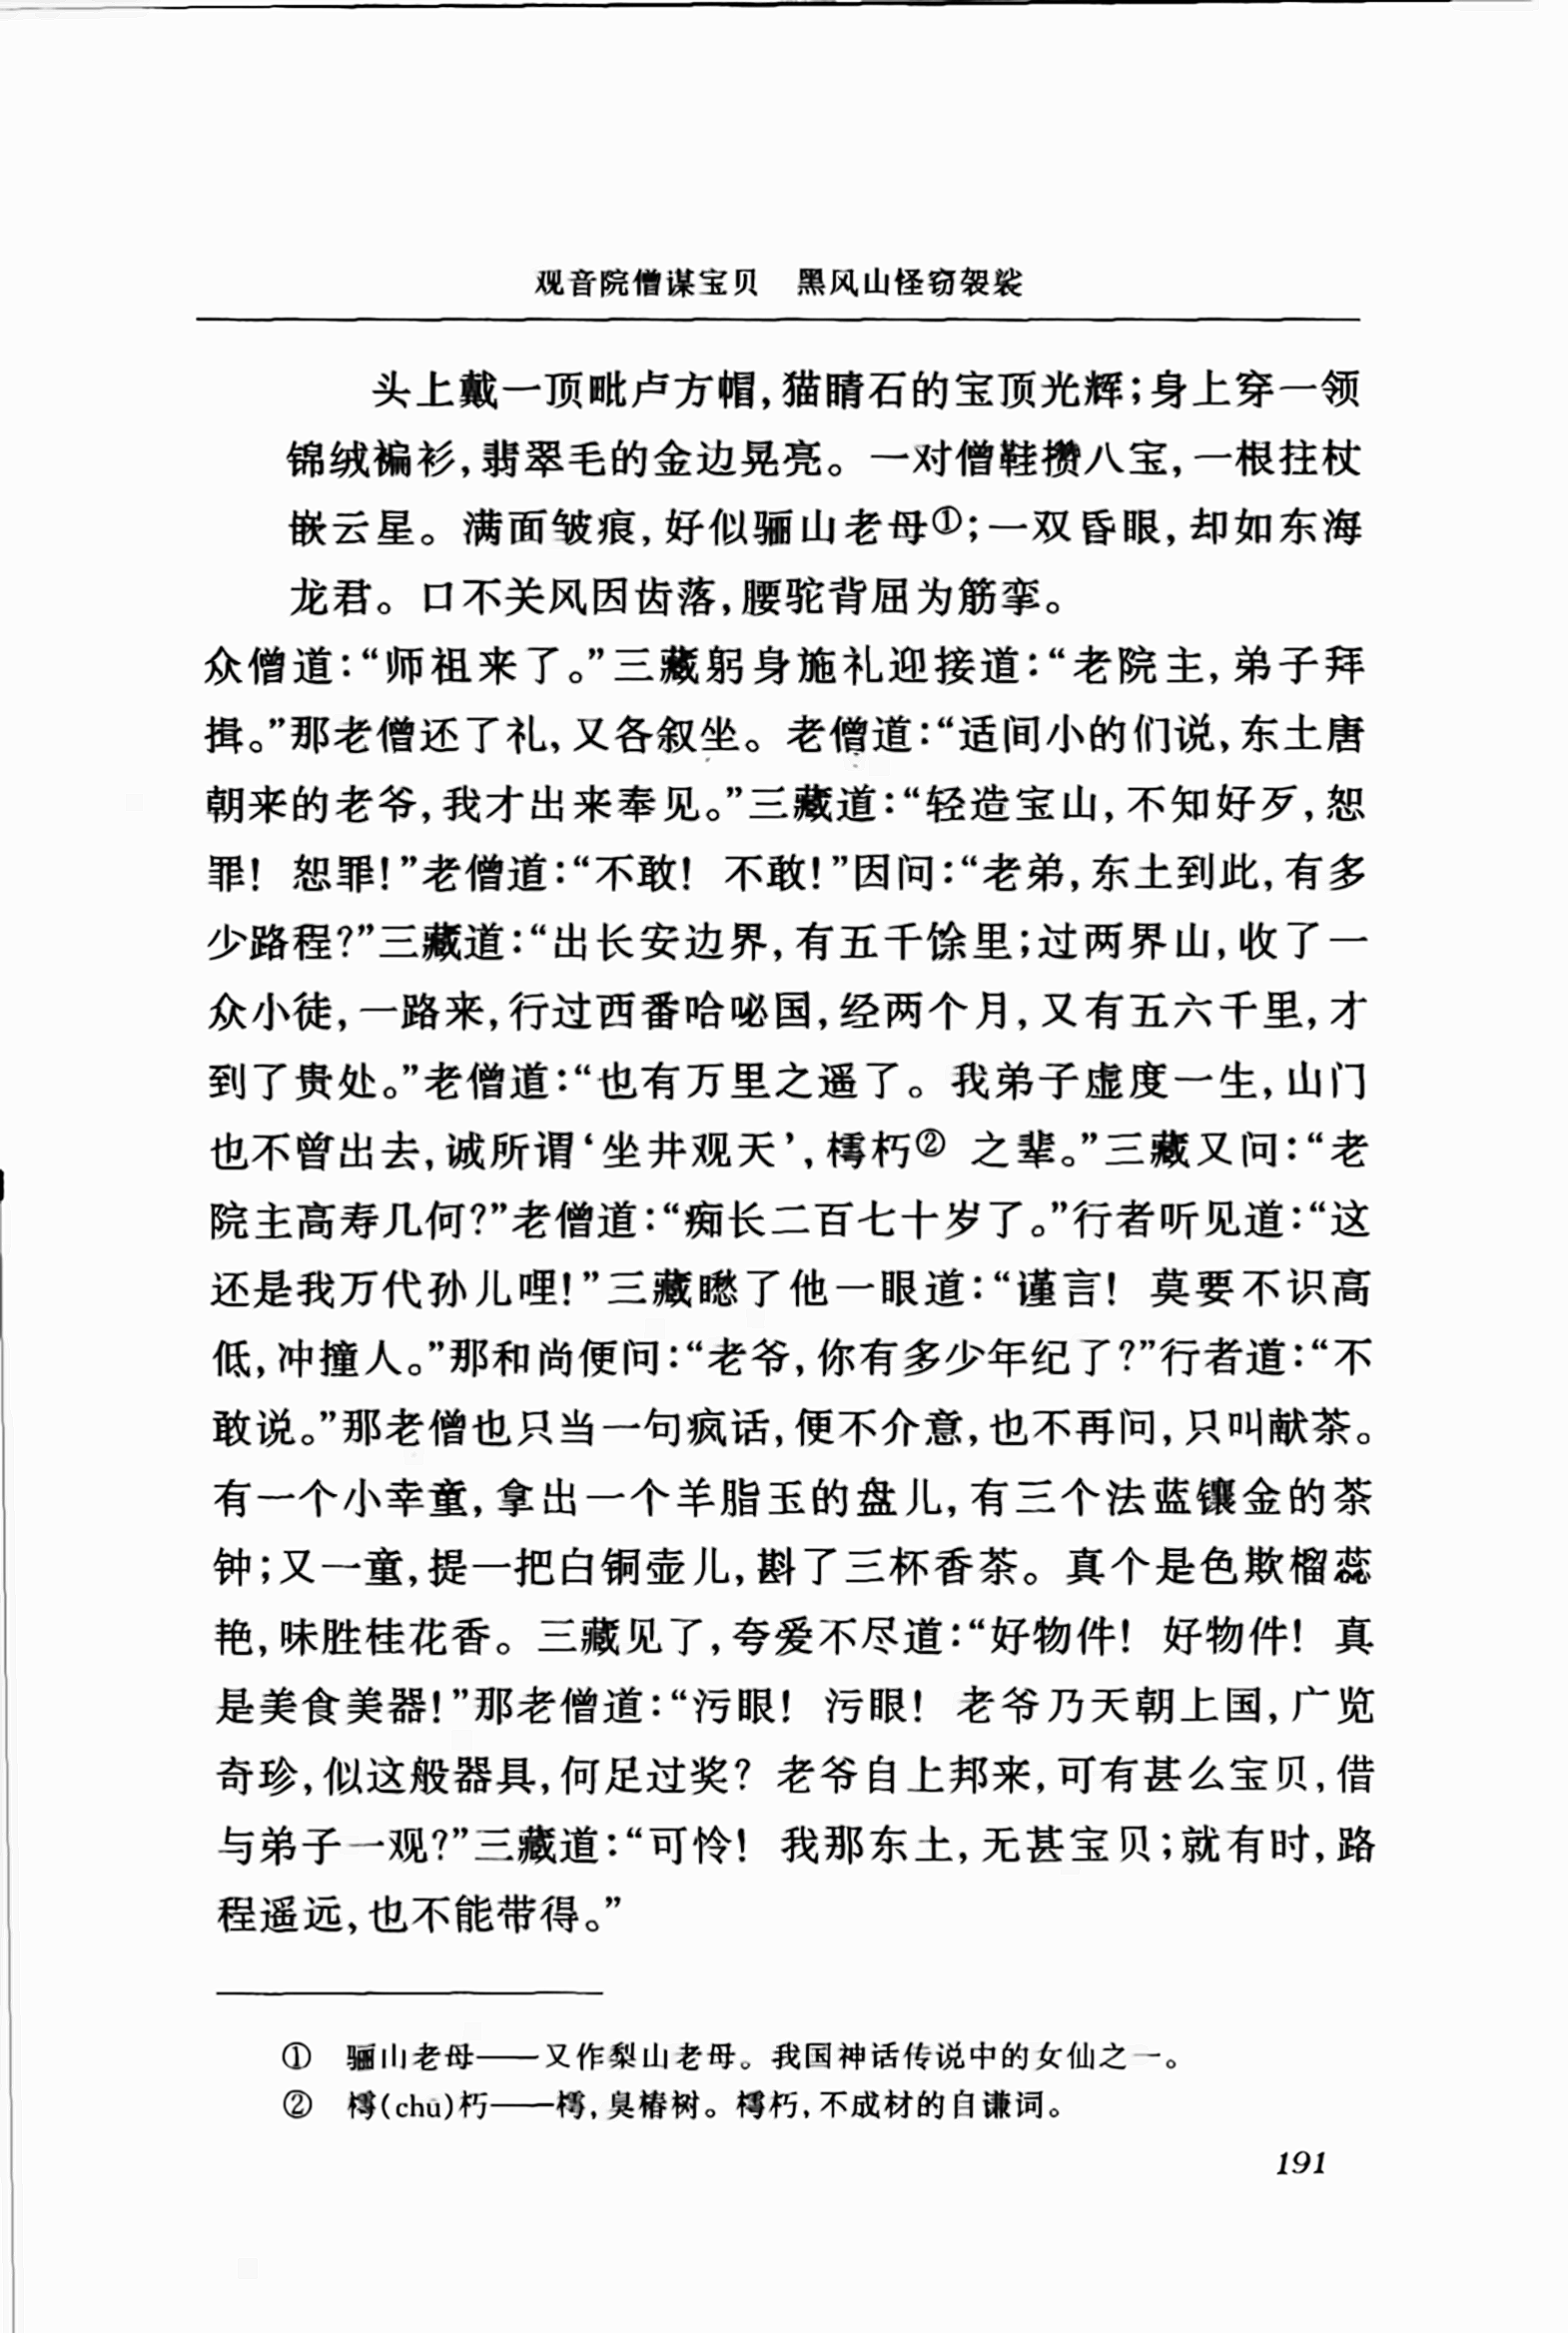 观音院僧谋宝贝　黑风山怪窃袈裟
头上戴一顶毗卢方帽,猫睛石的宝顶光辉;身上穿一领
锦绒褊衫,翡翠毛的金边晃亮。一对僧鞋攒八宝,一根拄杖
嵌云星。满面皱痕,好似骊山老母①;一双昏眼,却如东海
龙君。口不关风因齿落,腰驼背屈为筋挛。
众僧道:“师祖来了。”三藏躬身施礼迎接道:“老院主,弟子拜
揖。”那老僧还了礼,又各叙坐。老僧道:“适间小的们说,东土唐
朝来的老爷,我才出来奉见。”三藏道:“轻造宝山,不知好歹,恕
罪! 恕罪!”老僧道:“不敢! 不敢!”因问:“老弟,东土到此,有多
少路程?”三藏道:“出长安边界,有五千馀里;过两界山,收了一
众小徒,一路来,行过西番哈咇国,经两个月,又有五六千里,才
到了贵处。”老僧道:“也有万里之遥了。我弟子虚度一生,山门
也不曾出去,诚所谓‘坐井观天’,樗朽② 之辈。”三藏又问:“老
院主高寿几何?”老僧道:“痴长二百七十岁了。”行者听见道:“这
还是我万代孙儿哩!”三藏瞅了他一眼道:“谨言! 莫要不识高
低,冲撞人。”那和尚便问:“老爷,你有多少年纪了?”行者道:“不
敢说。”那老僧也只当一句疯话,便不介意,也不再问,只叫献茶。
有一个小幸童,拿出一个羊脂玉的盘儿,有三个法蓝镶金的茶
钟;又一童,提一把白铜壶儿,斟了三杯香茶。真个是色欺榴蕊
艳,味胜桂花香。三藏见了,夸爱不尽道:“好物件! 好物件! 真
是美食美器!”那老僧道:“污眼! 污眼! 老爷乃天朝上国,广览
奇珍,似这般器具,何足过奖? 老爷自上邦来,可有甚么宝贝,借
与弟子一观?”三藏道:“可怜! 我那东土,无甚宝贝;就有时,路
程遥远,也不能带得。”
① 骊山老母——又作梨山老母。我国神话传说中的女仙之一。
② 樗(chū)朽——樗,臭椿树。樗朽,不成材的自谦词。
191